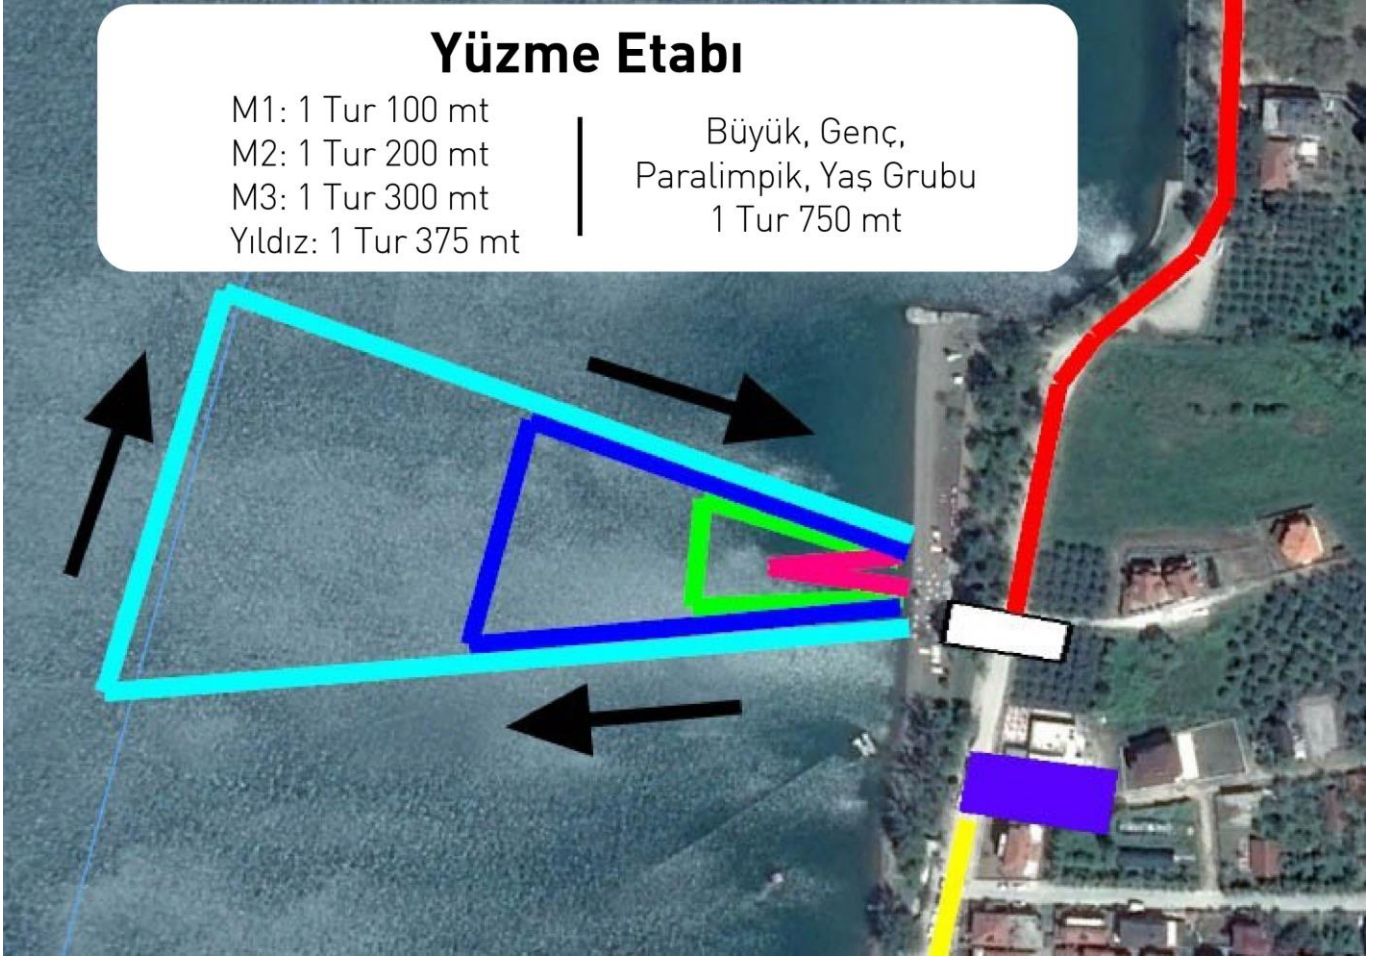 Yüzme Etabı
M1: 1 Tur 100 mt
M2: 1 Tur 200 mt
M3: 1 Tur 300 mt
Yıldız: 1 Tur 375 mt
Büyük, Genç,
Paralimpik, Yaş Grubu
1 Tur 750 mt